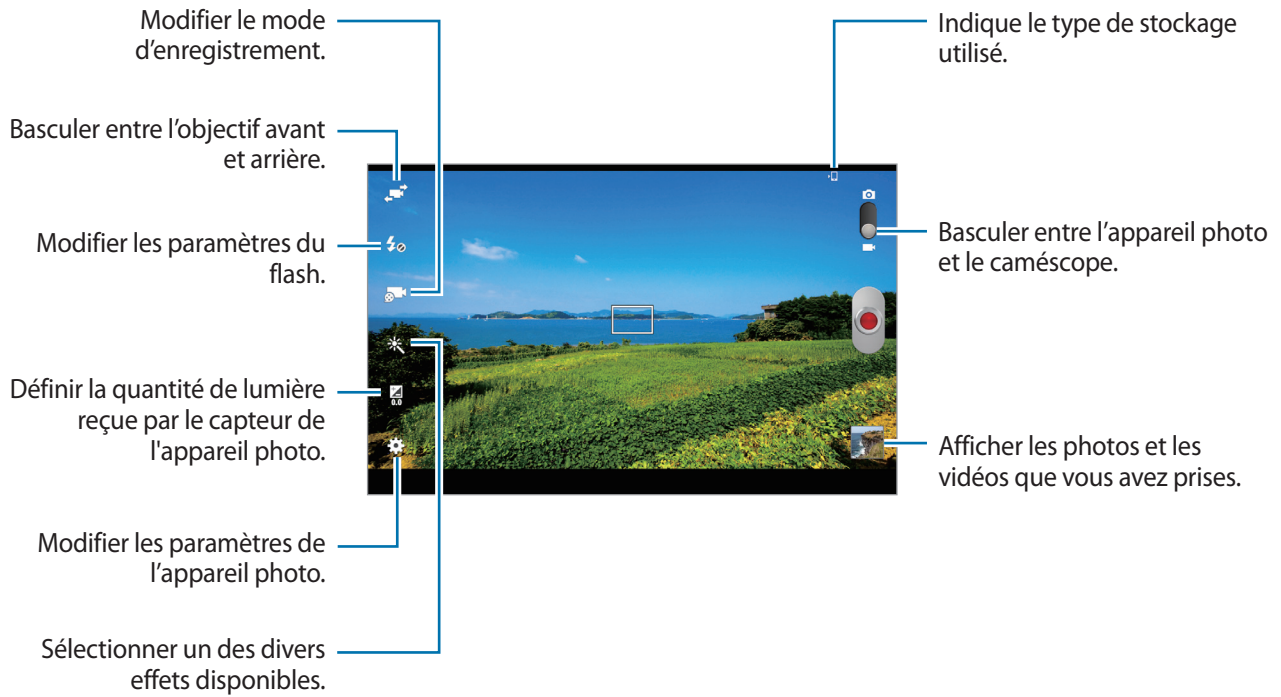 Modifier le mode
d’enregistrement.
Basculer entre l’objectif avant
et arrière.
Modifier les paramètres du
flash.
Définir la quantité de lumière
reçue par le capteur de
l'appareil photo.
Modifier les paramètres de
l’appareil photo.
Sélectionner un des divers
effets disponibles.
0.0
Indique le type de stockage
utilisé.
Basculer entre l’appareil photo
et le caméscope.
Afficher les photos et les
vidéos que vous avez prises.